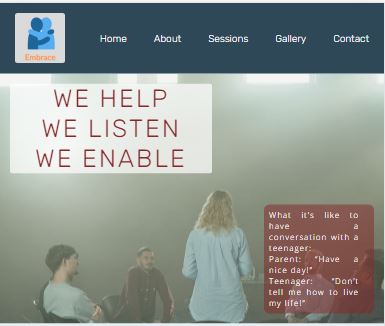 Embrace
Home About Sessions Gallery Contact
WE HELP
WE LISTEN
WE ENABLE
What it's like to
have a
conversation with a
teenager:
Parent: “Have a
nice day!”
Teenager: “Don’t
tell me how to live
my life!”